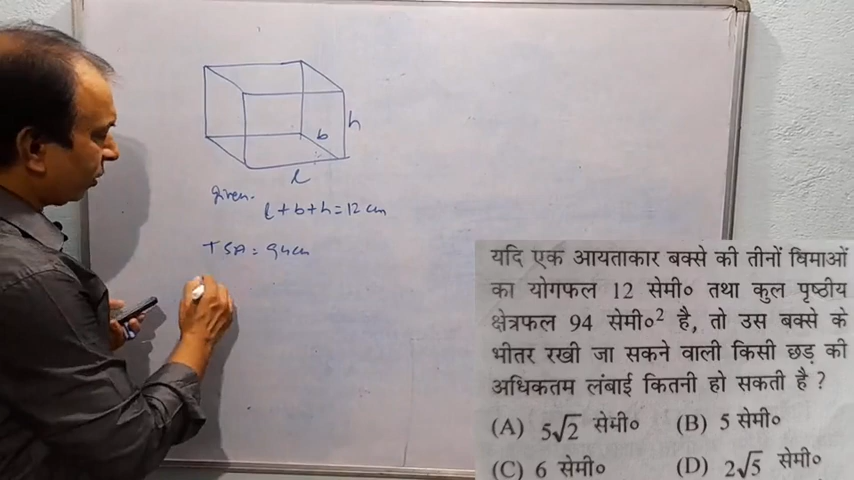 h
b
l
given.
l + b + h = 12 cm
TSA = 94 cm
यदि एक आयताकार बक्से की तीनों विमाओं
का योगफल 12 सेमी० तथा कुल पृष्ठीय
क्षेत्रफल 94 सेमी०² है, तो उस बक्से के
भीतर रखी जा सकने वाली किसी छड़ की
अधिकतम लंबाई कितनी हो सकती है ?
(A) 5√2 सेमी० (B) 5 सेमी०
(C) 6 सेमी० (D) 2√5 सेमी०